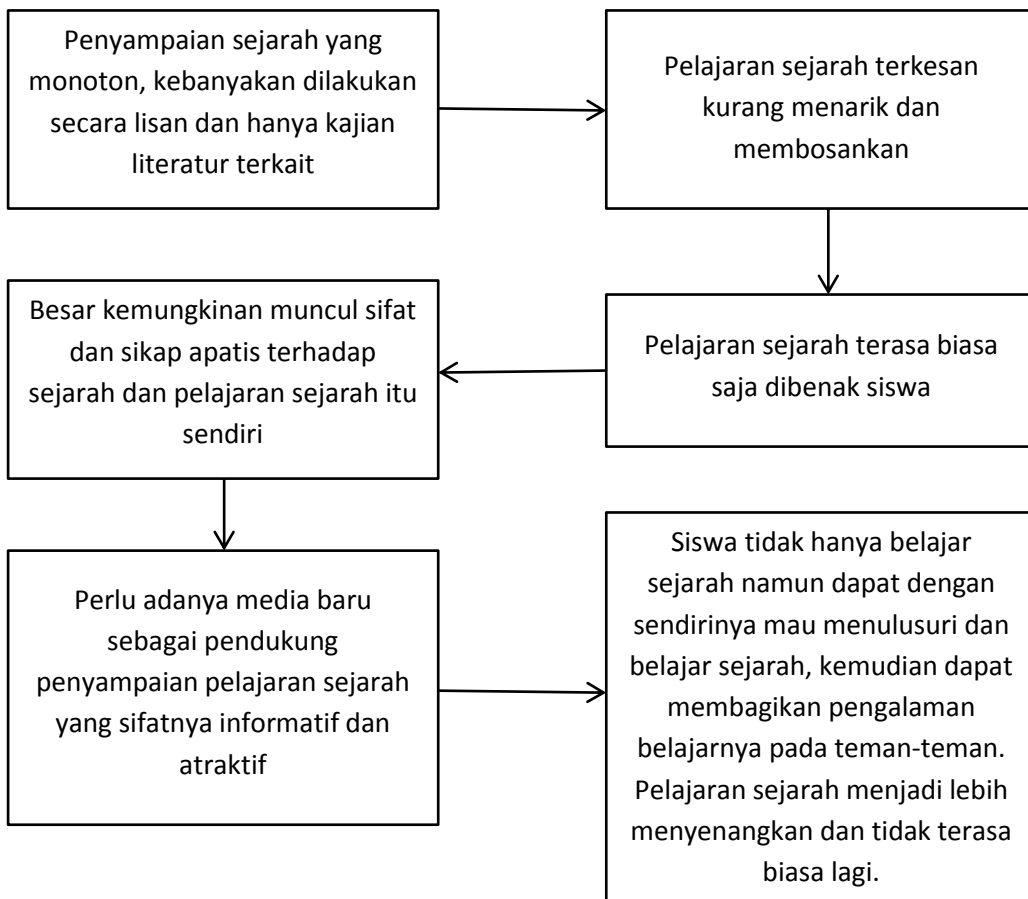 Penyampaian sejarah yang
monoton, kebanyakan dilakukan
secara lisan dan hanya kajian
literatur terkait
Pelajaran sejarah terkesan
kurang menarik dan
membosankan
Pelajaran sejarah terasa biasa
saja dibenak siswa
Besar kemungkinan muncul sifat
dan sikap apatis terhadap
sejarah dan pelajaran sejarah itu
sendiri
Perlu adanya media baru
sebagai pendukung
penyampaian pelajaran sejarah
yang sifatnya informatif dan
atraktif
Siswa tidak hanya belajar
sejarah namun dapat dengan
sendirinya mau menulusuri dan
belajar sejarah, kemudian dapat
membagikan pengalaman
belajarnya pada teman-teman.
Pelajaran sejarah menjadi lebih
menyenangkan dan tidak terasa
biasa lagi.